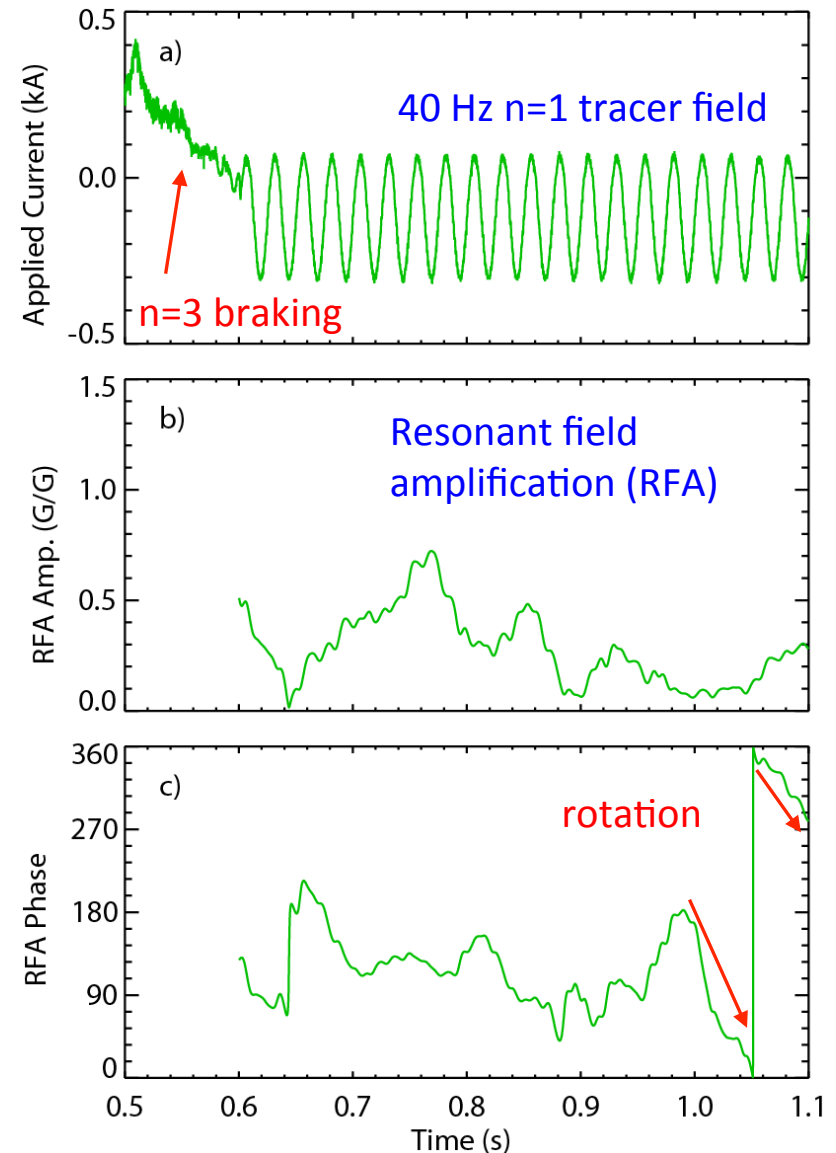 a)
40 Hz n=1 tracer field
n=3 braking
Applied Current (kA)
0.5
0.0
-0.5
b)
Resonant field
amplification (RFA)
RFA Amp. (G/G)
1.5
1.0
0.5
0.0
c)
rotation
RFA Phase
360
270
180
90
0
0.5 0.6 0.7 0.8 0.9 1.0 1.1
Time (s)